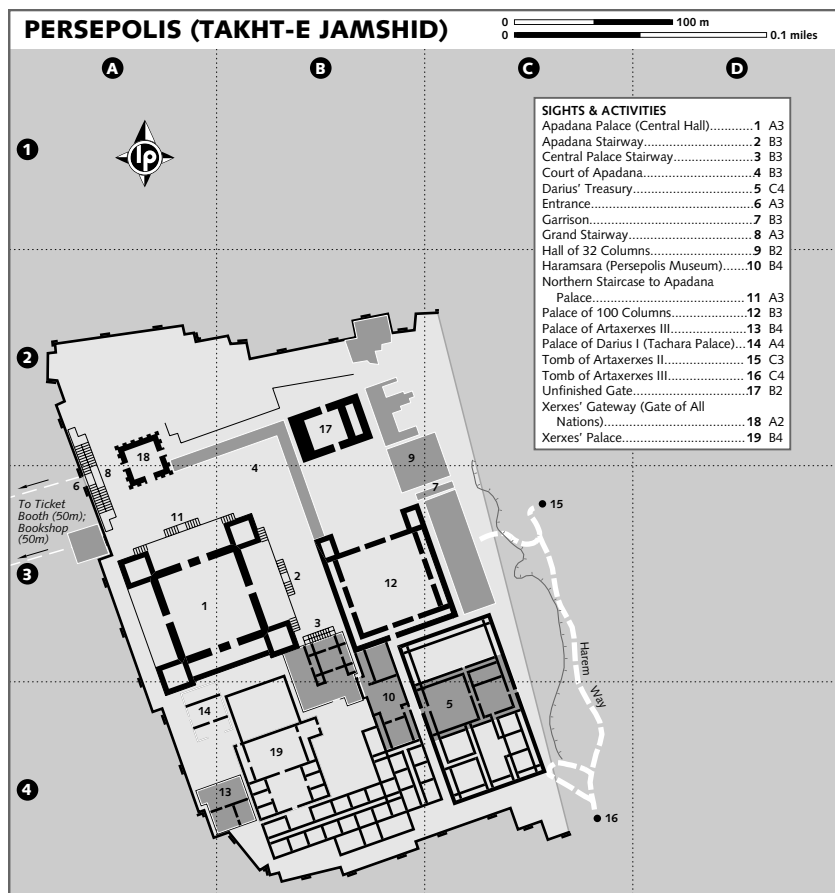 PERSEPOLIS (TAKHT-E JAMSHID)
0 100 m
0 0.1 miles
A B C D
SIGHTS & ACTIVITIES
Apadana Palace (Central Hall)............1 A3
Apadana Stairway..............................2 B3
Central Palace Stairway.....................3 B3
Court of Apadana..............................4 B3
Darius' Treasury................................5 C4
Entrance............................................6 A3
Garrison.............................................7 B3
Grand Stairway..................................8 A3
Hall of 32 Columns............................9 B2
Haramsara (Persepolis Museum)......10 B4
Northern Staircase to Apadana
Palace.........................................11 A3
Palace of 100 Columns....................12 B3
Palace of Artaxerxes III....................13 B4
Palace of Darius I (Tachara Palace)..14 A4
Tomb of Artaxerxes II......................15 C3
Tomb of Artaxerxes III.....................16 C4
Unfinished Gate...............................17 B2
Xerxes' Gateway (Gate of All
Nations).....................................18 A2
Xerxes' Palace..................................19 B4
1
lp
2
17
18
9
4
8
6
7
15
To Ticket
Booth (50m);
Bookshop
(50m)
11
3
2
12
1
3
Harem Way
10
5
14
19
13
4
16